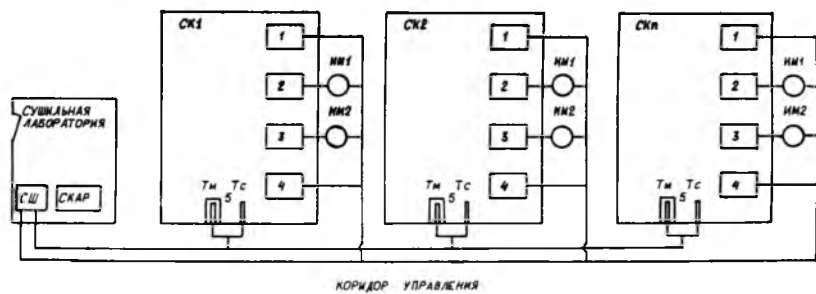 СК1
1
2
ИМ1
3
ИМ2
4
Тм
5
Тс
СК2
1
2
ИМ1
3
ИМ2
4
Тм
5
Тс
СКп
1
2
ИМ1
3
ИМ2
4
Тм
5
Тс
СУШИЛЬНАЯ
ЛАБОРАТОРИЯ
СШ
СКАР
КОРИДОР УПРАВЛЕНИЯ